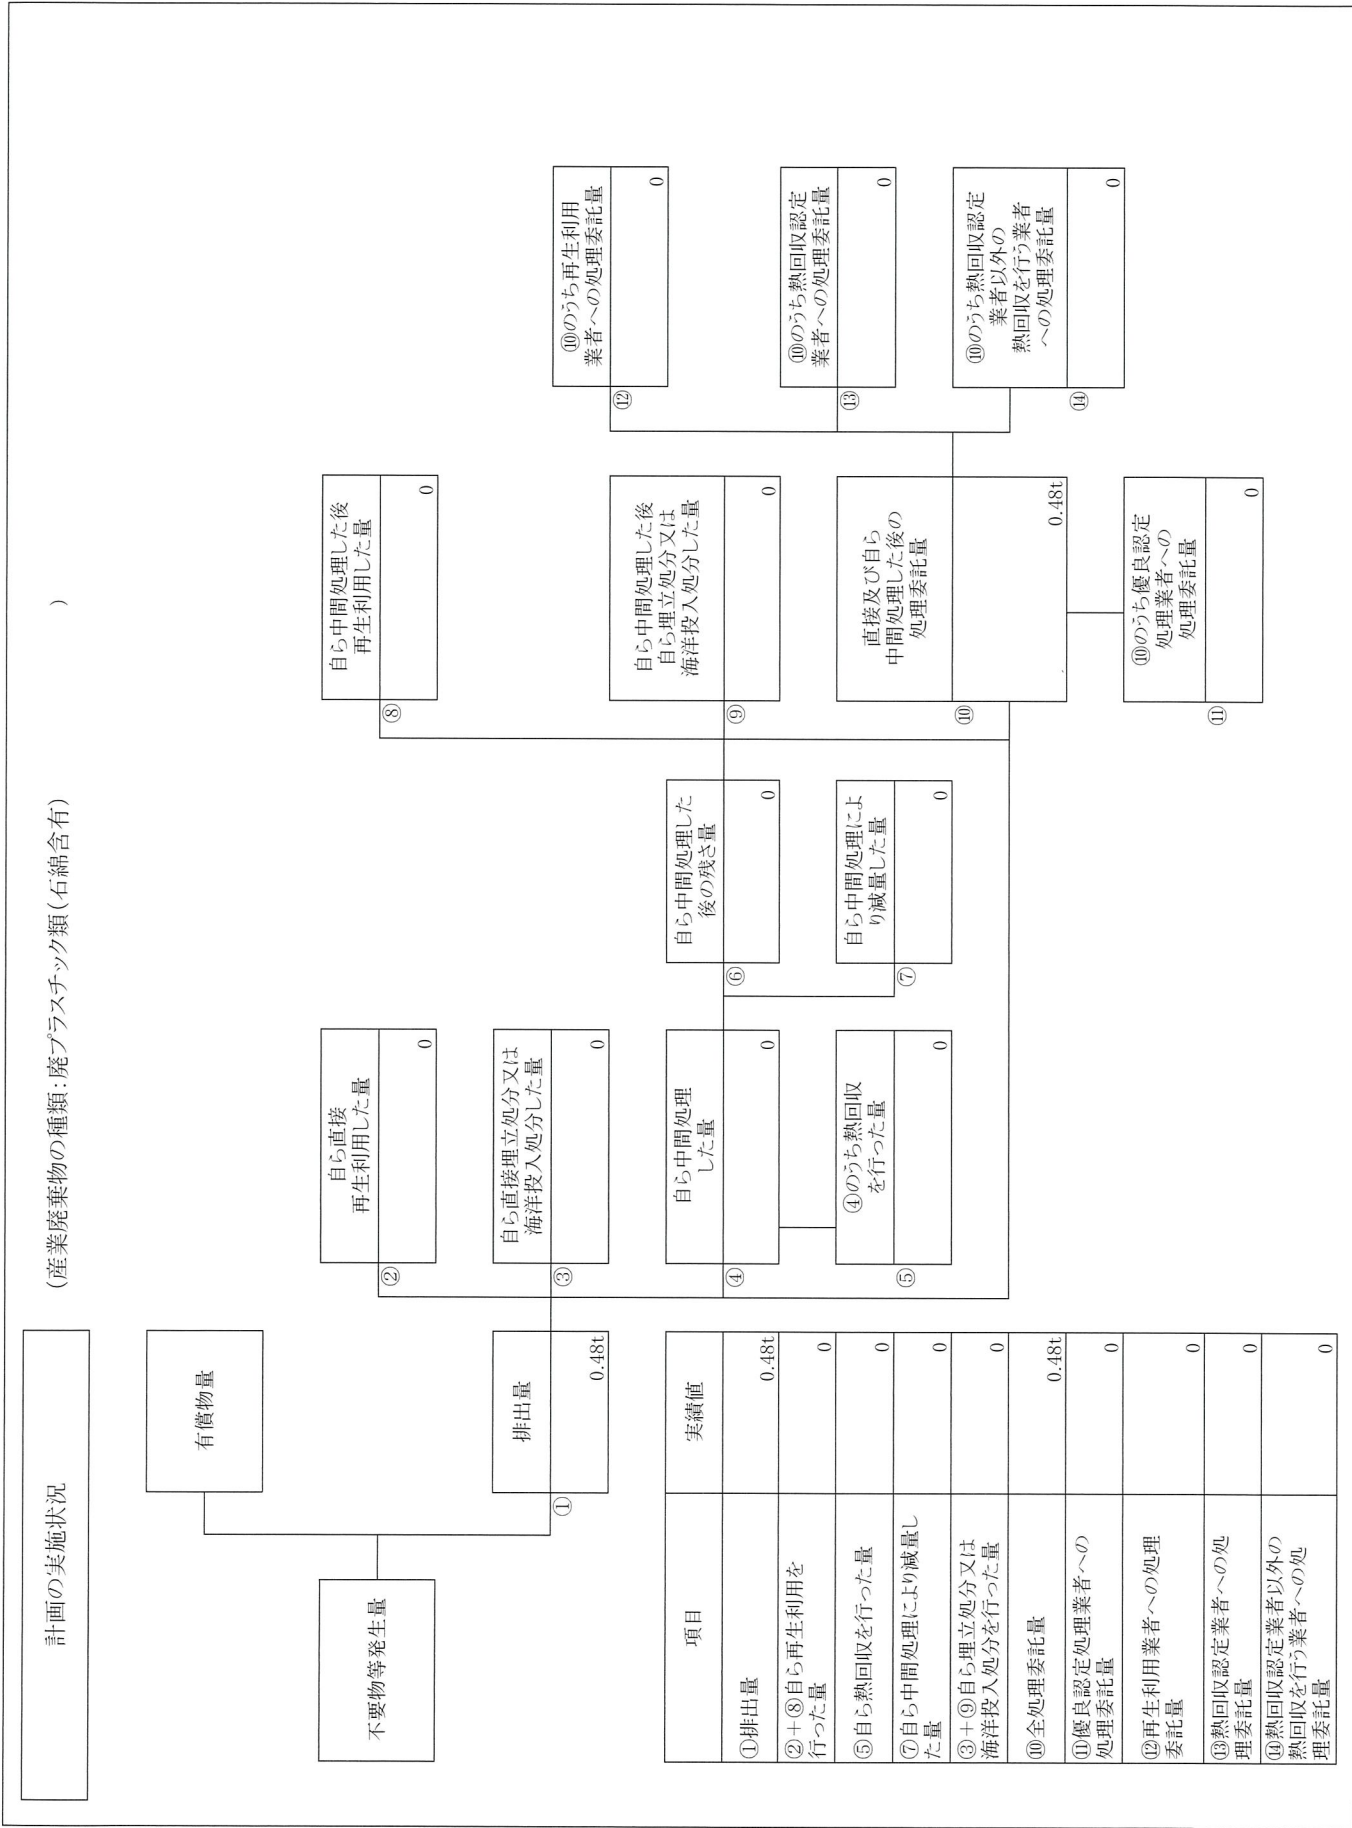 計画の実施状況
(産業廃棄物の種類:廃プラスチック類(石綿含有) )
不要物等発生量
有償物量
①
排出量
0.48t
②
自ら直接
再生利用した量
0
③
自ら直接埋立処分又は
海洋投入処分した量
0
④
自ら中間処理
した量
0
⑤
④のうち熱回収
を行った量
0
⑥
自ら中間処理した
後の残さ量
0
⑦
自ら中間処理によ
り減量した量
0
⑧
自ら中間処理した後
再生利用した量
0
⑨
自ら中間処理した後
自ら埋立処分又は
海洋投入処分した量
0
⑩
直接及び自ら
中間処理した後の
処理委託量
0.48t
⑪
⑩のうち優良認定
処理業者への
処理委託量
0
⑫
⑩のうち再生利用
業者への処理委託量
0
⑬
⑩のうち熱回収認定
業者への処理委託量
0
⑭
⑩のうち熱回収認定
業者以外の
熱回収を行う業者
への処理委託量
0
項目 実績値
①排出量 0.48t
②+⑧自ら再生利用を
行った量 0
⑤自ら熱回収を行った量 0
⑦自ら中間処理により減量し
た量 0
③+⑨自ら埋立処分又は
海洋投入処分を行った量 0
⑩全処理委託量 0.48t
⑪優良認定処理業者への
処理委託量 0
⑫再生利用業者への処理
委託量 0
⑬熱回収認定業者への処
理委託量 0
⑭熱回収認定業者以外の
熱回収を行う業者への処
理委託量 0